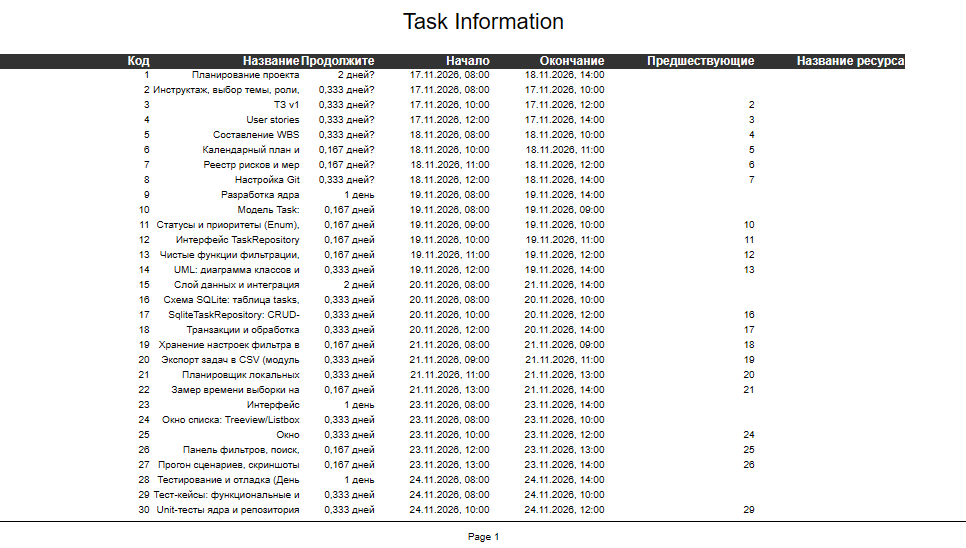 Task Information
Код Название Продолжите Начало Окончание Предшествующие Название ресурса
1 Планирование проекта 2 дней? 17.11.2026, 08:00 18.11.2026, 14:00
2 Инструктаж, выбор темы, роли, 0,333 дней? 17.11.2026, 08:00 17.11.2026, 10:00
3 ТЗ v1 0,333 дней? 17.11.2026, 10:00 17.11.2026, 12:00 2
4 User stories 0,333 дней? 17.11.2026, 12:00 17.11.2026, 14:00 3
5 Составление WBS 0,333 дней? 18.11.2026, 08:00 18.11.2026, 10:00 4
6 Календарный план и 0,167 дней? 18.11.2026, 10:00 18.11.2026, 11:00 5
7 Реестр рисков и мер 0,167 дней? 18.11.2026, 11:00 18.11.2026, 12:00 6
8 Настройка Git 0,333 дней? 18.11.2026, 12:00 18.11.2026, 14:00 7
9 Разработка ядра 1 день 19.11.2026, 08:00 19.11.2026, 14:00
10 Модель Task: 0,167 дней 19.11.2026, 08:00 19.11.2026, 09:00
11 Статусы и приоритеты (Enum), 0,167 дней 19.11.2026, 09:00 19.11.2026, 10:00 10
12 Интерфейс TaskRepository 0,167 дней 19.11.2026, 10:00 19.11.2026, 11:00 11
13 Чистые функции фильтрации, 0,167 дней 19.11.2026, 11:00 19.11.2026, 12:00 12
14 UML: диаграмма классов и 0,333 дней 19.11.2026, 12:00 19.11.2026, 14:00 13
15 Слой данных и интеграция 2 дней 20.11.2026, 08:00 21.11.2026, 14:00
16 Схема SQLite: таблица tasks, 0,333 дней 20.11.2026, 08:00 20.11.2026, 10:00
17 SqliteTaskRepository: CRUD- 0,333 дней 20.11.2026, 10:00 20.11.2026, 12:00 16
18 Транзакции и обработка 0,333 дней 20.11.2026, 12:00 20.11.2026, 14:00 17
19 Хранение настроек фильтра в 0,167 дней 21.11.2026, 08:00 21.11.2026, 09:00 18
20 Экспорт задач в CSV (модуль 0,333 дней 21.11.2026, 09:00 21.11.2026, 11:00 19
21 Планировщик локальных 0,333 дней 21.11.2026, 11:00 21.11.2026, 13:00 20
22 Замер времени выборки на 0,167 дней 21.11.2026, 13:00 21.11.2026, 14:00 21
23 Интерфейс 1 день 23.11.2026, 08:00 23.11.2026, 14:00
24 Окно списка: Treeview/Listbox 0,333 дней 23.11.2026, 08:00 23.11.2026, 10:00
25 Окно 0,333 дней 23.11.2026, 10:00 23.11.2026, 12:00 24
26 Панель фильтров, поиск, 0,167 дней 23.11.2026, 12:00 23.11.2026, 13:00 25
27 Прогон сценариев, скриншоты 0,167 дней 23.11.2026, 13:00 23.11.2026, 14:00 26
28 Тестирование и отладка (День 1 день 24.11.2026, 08:00 24.11.2026, 14:00
29 Тест-кейсы: функциональные и 0,333 дней 24.11.2026, 08:00 24.11.2026, 10:00
30 Unit-тесты ядра и репозитория 0,333 дней 24.11.2026, 10:00 24.11.2026, 12:00 29
Page 1